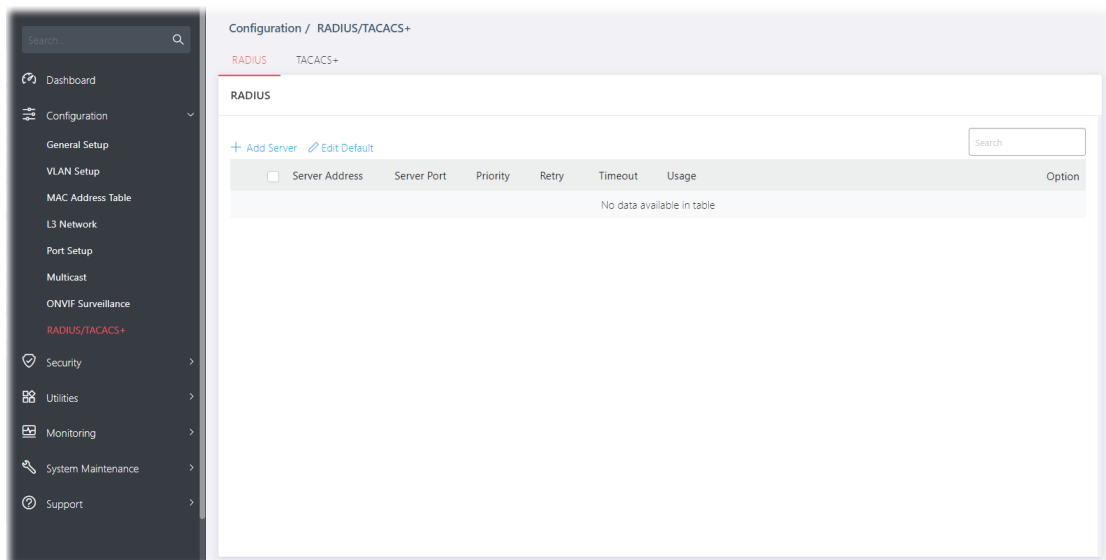 Search...
Dashboard
Configuration
General Setup
VLAN Setup
MAC Address Table
L3 Network
Port Setup
Multicast
ONVIF Surveillance
RADIUS/TACACS+
Security
Utilities
Monitoring
System Maintenance
Support
Configuration / RADIUS/TACACS+
RADIUS TACACS+
RADIUS
+ Add Server Edit Default
Search
Server Address Server Port Priority Retry Timeout Usage Option
No data available in table